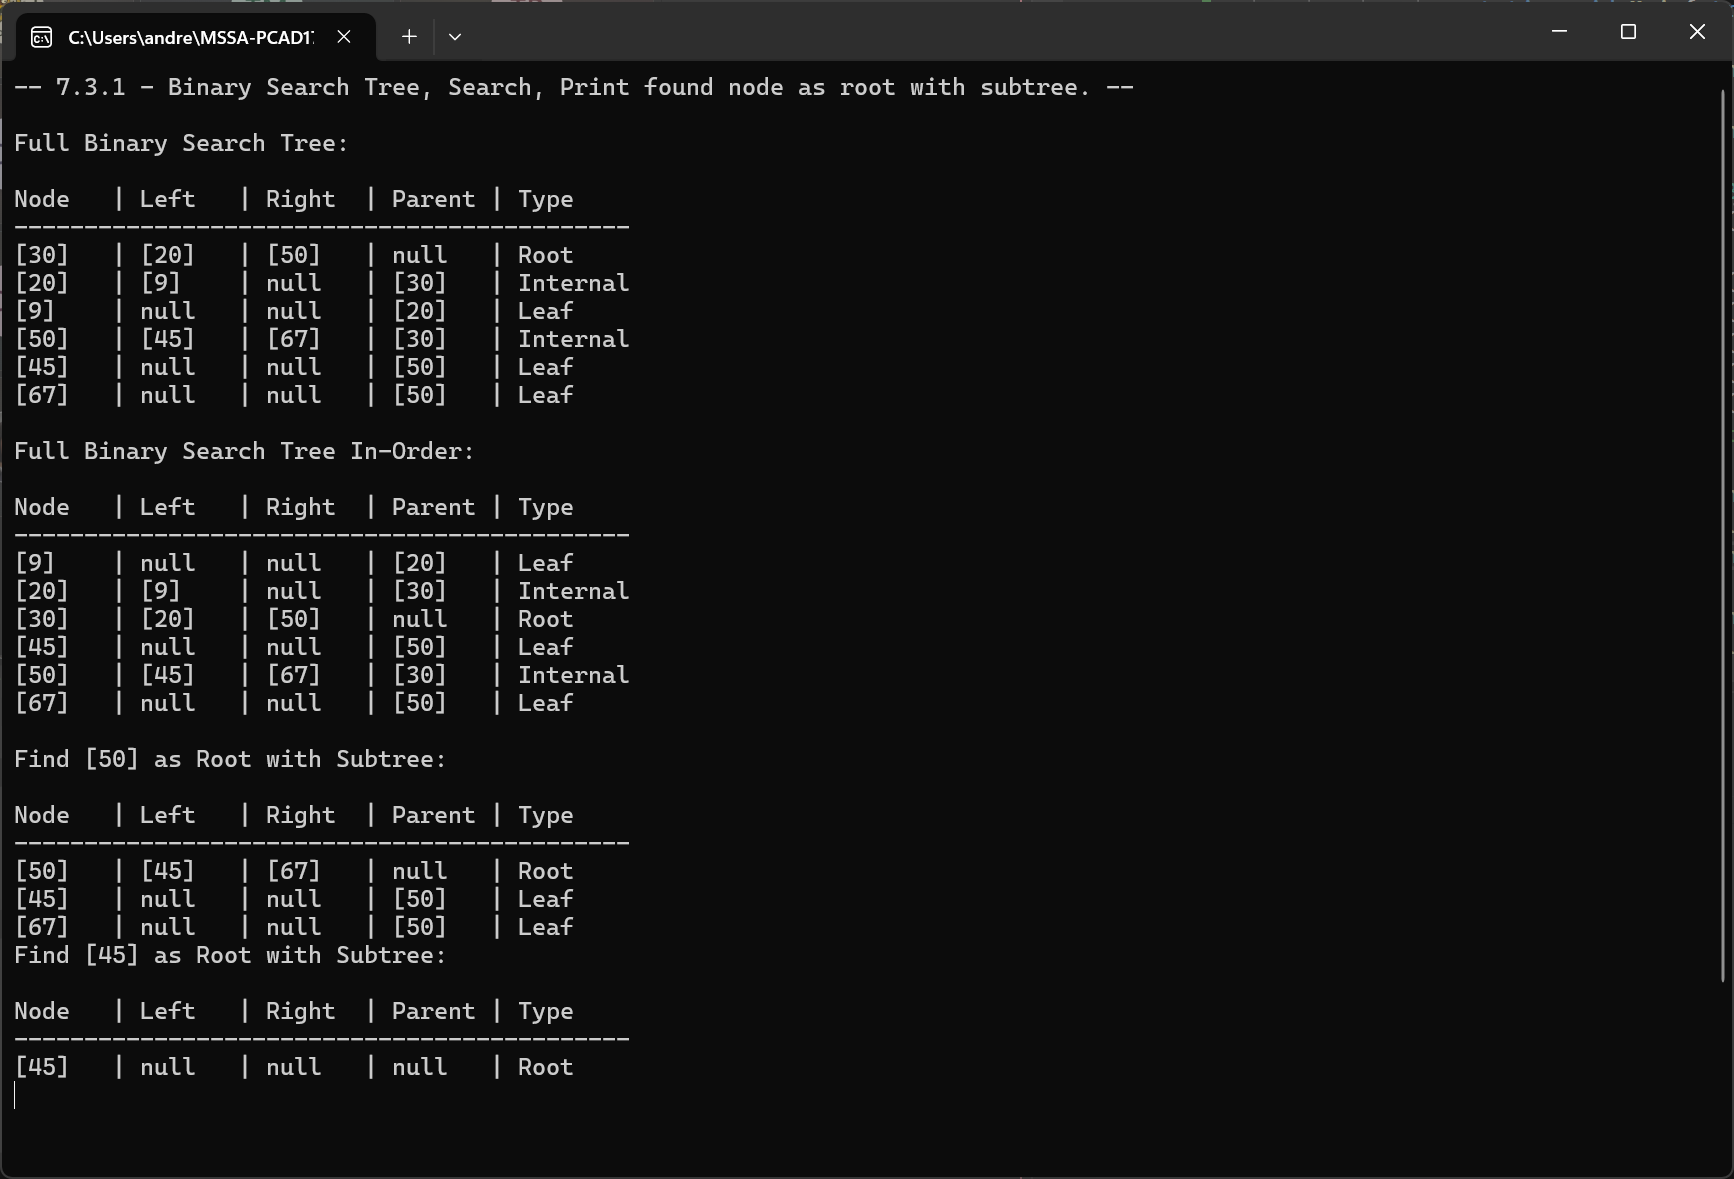 C:\Users\andre\MSSA-PCAD17
-- 7.3.1 - Binary Search Tree, Search, Print found node as root with subtree. --
Full Binary Search Tree:
Node   | Left   | Right  | Parent | Type
--------------------------------------------
[30]   | [20]   | [50]   | null   | Root
[20]   | [9]    | null   | [30]   | Internal
[9]    | null   | null   | [20]   | Leaf
[50]   | [45]   | [67]   | [30]   | Internal
[45]   | null   | null   | [50]   | Leaf
[67]   | null   | null   | [50]   | Leaf
Full Binary Search Tree In-Order:
Node   | Left   | Right  | Parent | Type
--------------------------------------------
[9]    | null   | null   | [20]   | Leaf
[20]   | [9]    | null   | [30]   | Internal
[30]   | [20]   | [50]   | null   | Root
[45]   | null   | null   | [50]   | Leaf
[50]   | [45]   | [67]   | [30]   | Internal
[67]   | null   | null   | [50]   | Leaf
Find [50] as Root with Subtree:
Node   | Left   | Right  | Parent | Type
--------------------------------------------
[50]   | [45]   | [67]   | null   | Root
[45]   | null   | null   | [50]   | Leaf
[67]   | null   | null   | [50]   | Leaf
Find [45] as Root with Subtree:
Node   | Left   | Right  | Parent | Type
--------------------------------------------
[45]   | null   | null   | null   | Root